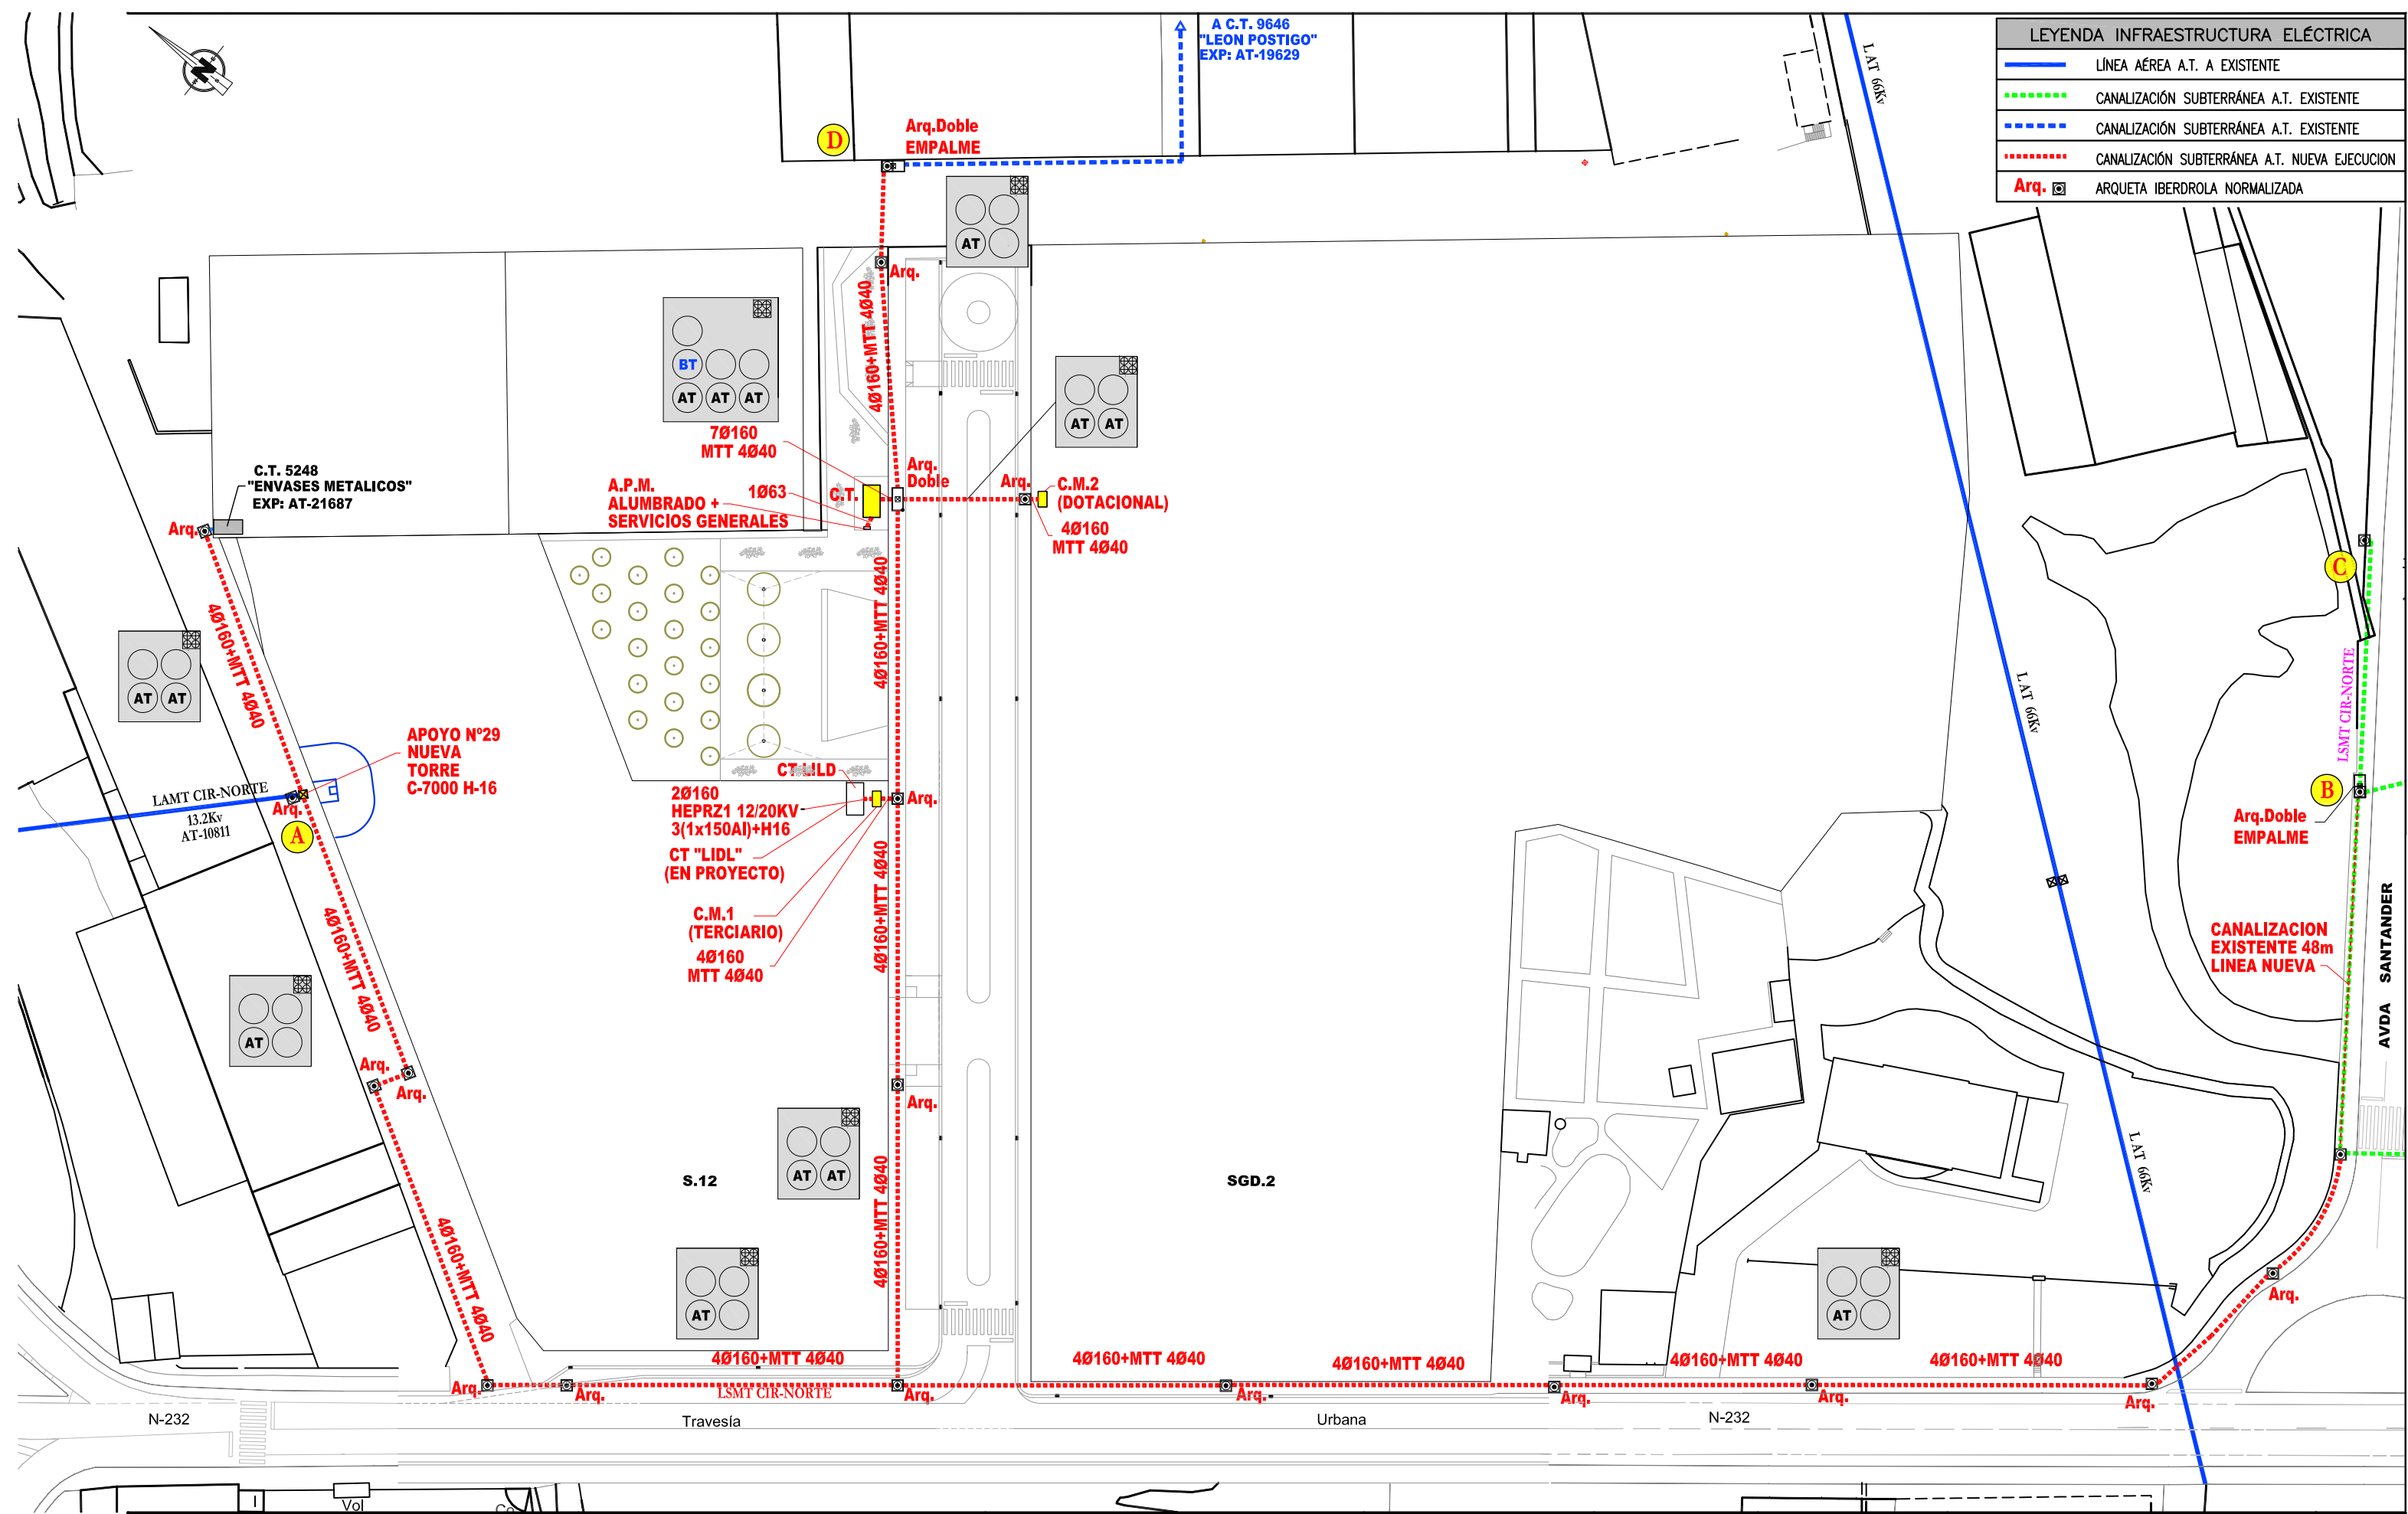 A C.T. 9646
"LEON POSTIGO"
EXP: AT-19629
LEYENDA INFRAESTRUCTURA ELÉCTRICA
LÍNEA AÉREA A.T. A EXISTENTE
CANALIZACIÓN SUBTERRÁNEA A.T. EXISTENTE
CANALIZACIÓN SUBTERRÁNEA A.T. EXISTENTE
CANALIZACIÓN SUBTERRÁNEA A.T. NUEVA EJECUCION
Arq.
ARQUETA IBERDROLA NORMALIZADA
N
L AT 66Kv
D
Arq.Doble
EMPALME
AT
Arq.
4Ø160+MTT 4Ø40
BT
AT AT AT
7Ø160
MTT 4Ø40
AT AT
C.T. 5248
"ENVASES METALICOS"
EXP: AT-21687
Arq.
A.P.M.
ALUMBRADO +
SERVICIOS GENERALES
1Ø63
C.T.
Arq.
Doble
Arq.
C.M.2
(DOTACIONAL)
4Ø160
MTT 4Ø40
C
4Ø160+MTT 4Ø40
4Ø160+MTT 4Ø40
AT AT
LSMT CIR-NORTE
L AT 66Kv
APOYO Nº29
NUEVA
TORRE
C-7000 H-16
LAMT CIR-NORTE
13.2Kv
AT-10811
Arq.
A
CT LILD
2Ø160
HEPRZ1 12/20KV
3(1x150Al)+H16
CT "LIDL"
(EN PROYECTO)
Arq.
C.M.1
(TERCIARIO)
4Ø160
MTT 4Ø40
4Ø160+MTT 4Ø40
B
Arq.Doble
EMPALME
CANALIZACION
EXISTENTE 48m
LINEA NUEVA
AVDA SANTANDER
4Ø160+MTT 4Ø40
AT
Arq.
Arq.
Arq.
AT AT
S.12
SGD.2
L AT 66Kv
4Ø160+MTT 4Ø40
4Ø160+MTT 4Ø40
AT
AT
Arq.
4Ø160+MTT 4Ø40
4Ø160+MTT 4Ø40
4Ø160+MTT 4Ø40
4Ø160+MTT 4Ø40
4Ø160+MTT 4Ø40
Arq.
Arq.
LSMT CIR-NORTE
Arq.
Arq.
Arq.
Arq.
Arq.
N-232
Travesía
Urbana
N-232
I
Vol
Co